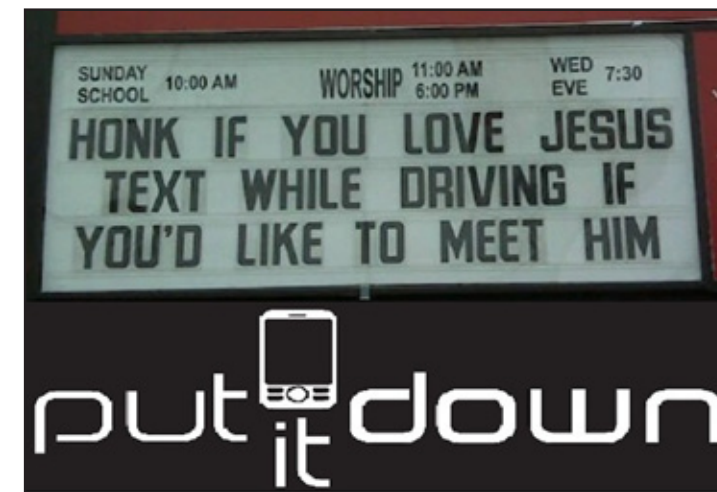 SUNDAY SCHOOL 10:00 AM
WORSHIP 11:00 AM 6:00 PM
WED EVE 7:30
HONK IF YOU LOVE JESUS
TEXT WHILE DRIVING IF
YOU'D LIKE TO MEET HIM
put it down